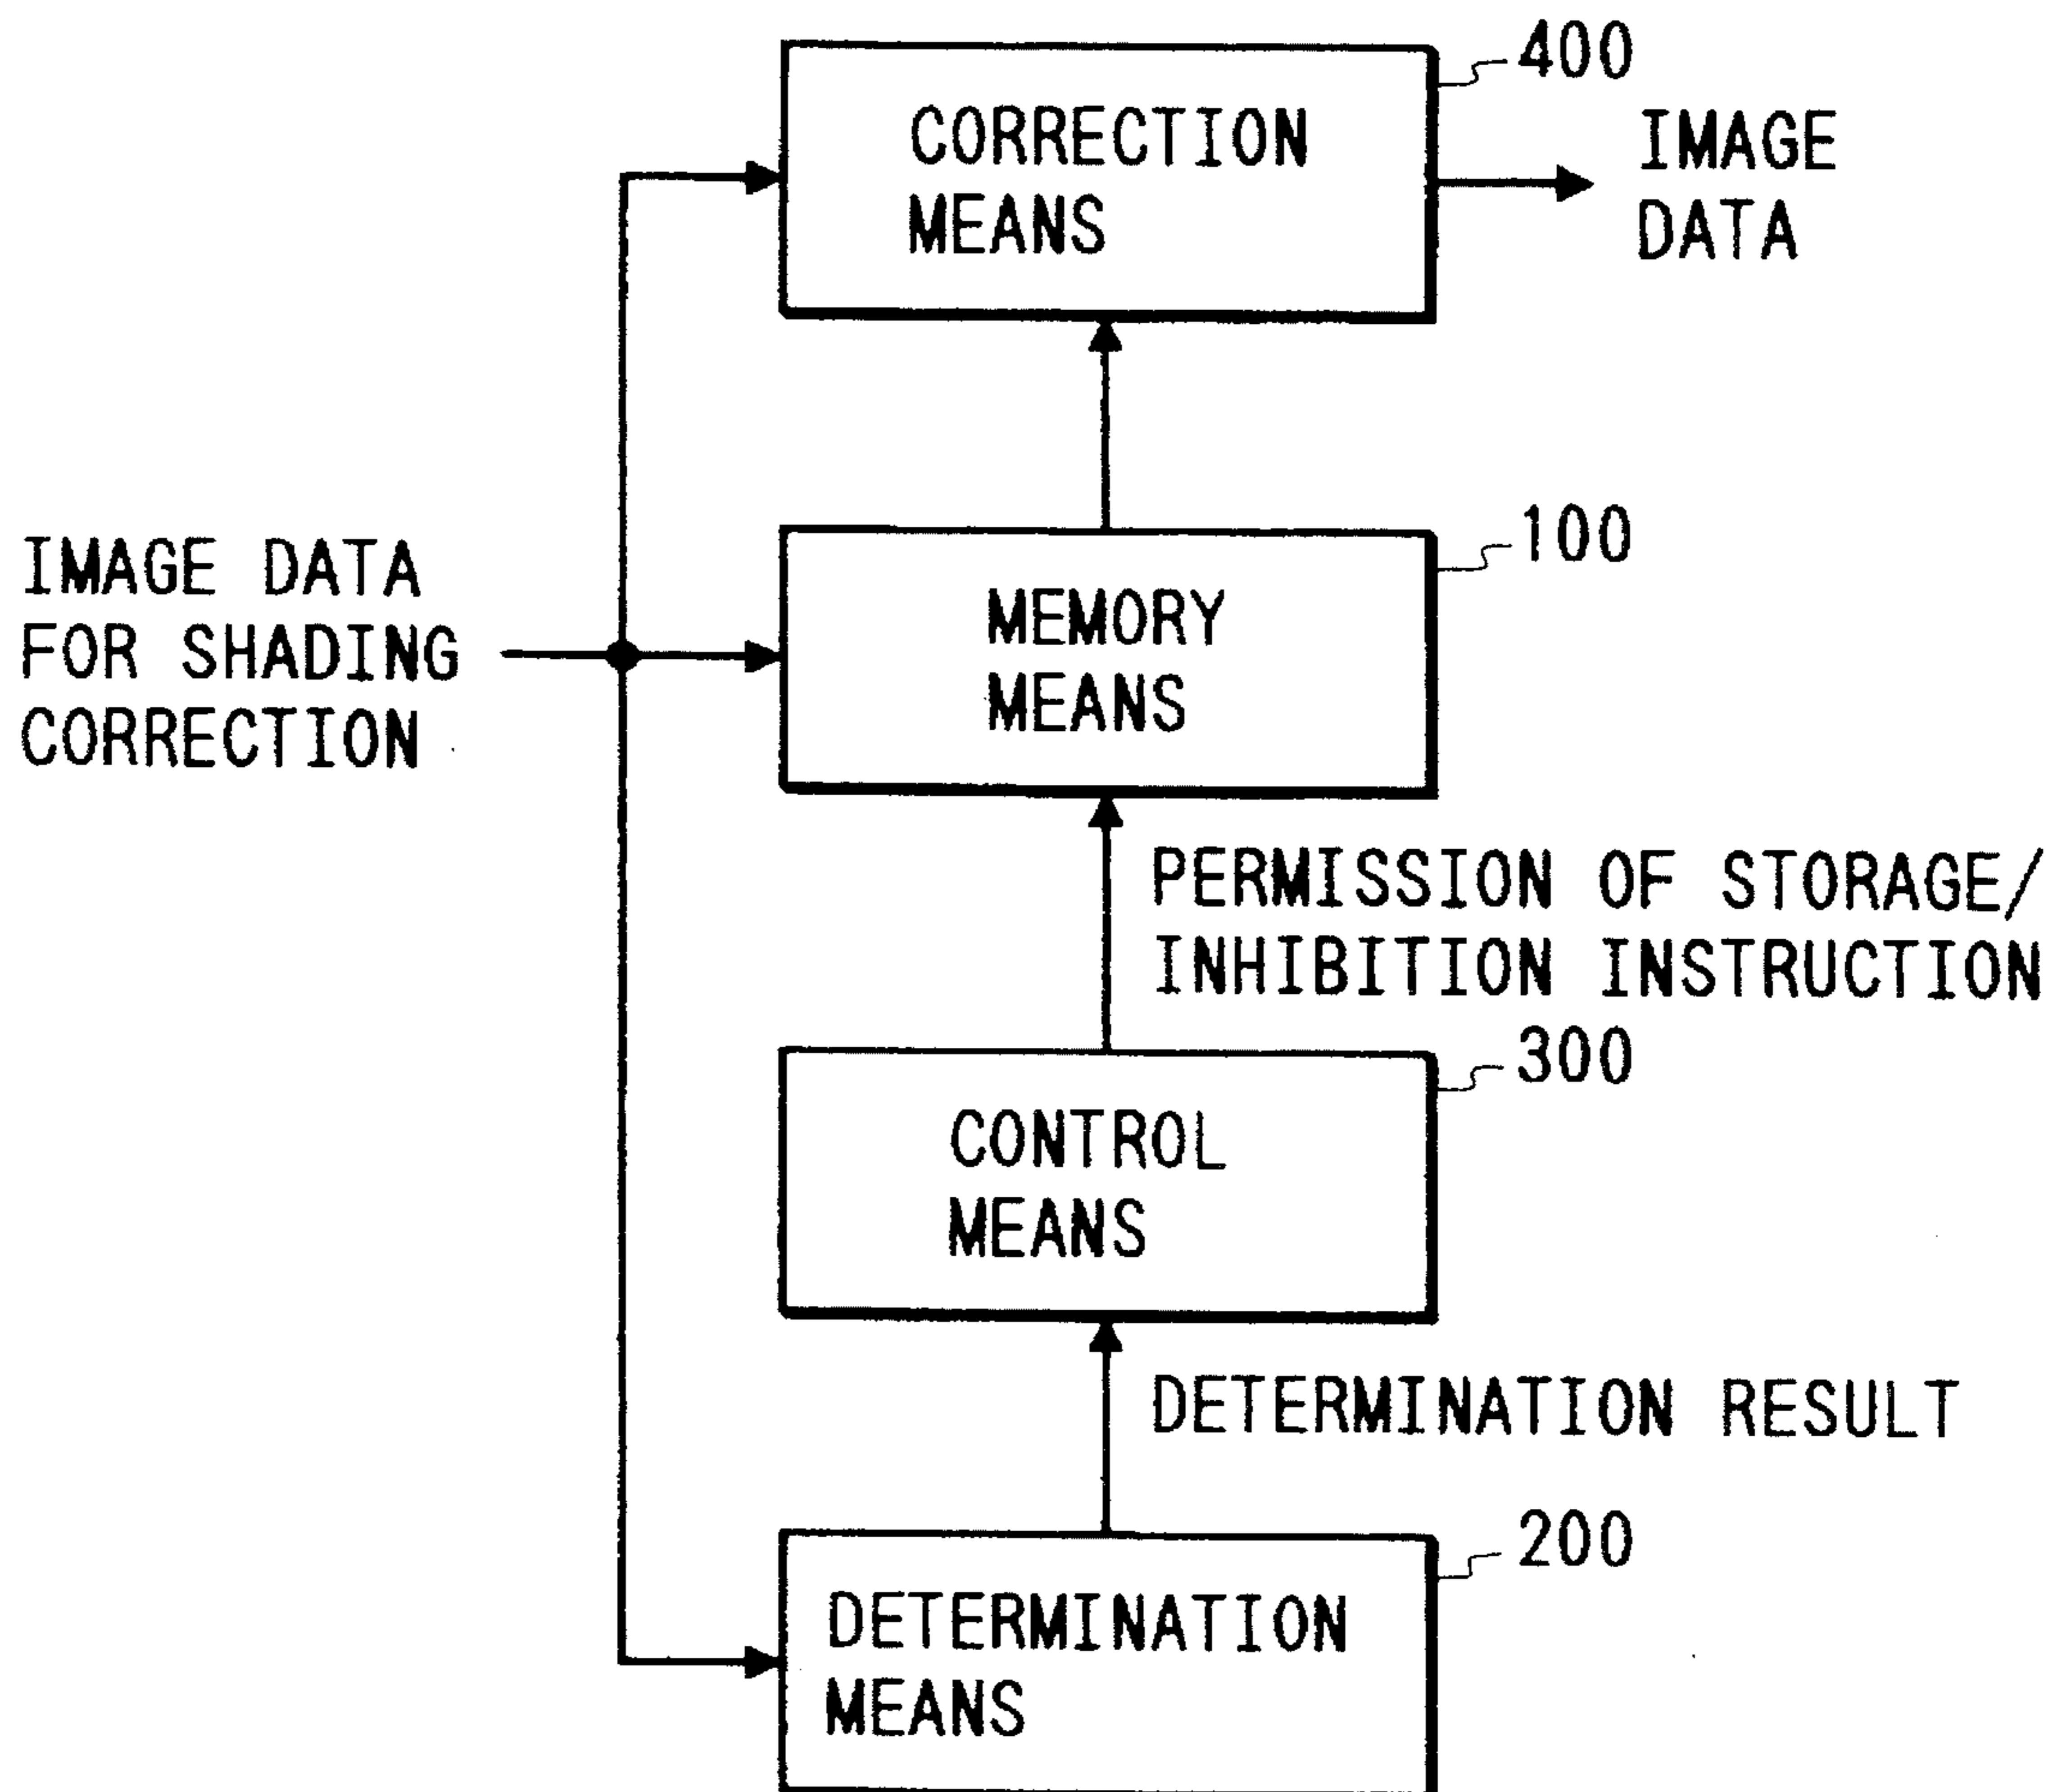 400
CORRECTION
MEANS
IMAGE
DATA
100
IMAGE DATA
FOR SHADING
CORRECTION
MEMORY
MEANS
PERMISSION OF STORAGE/
INHIBITION INSTRUCTION
300
CONTROL
MEANS
DETERMINATION RESULT
200
DETERMINATION
MEANS